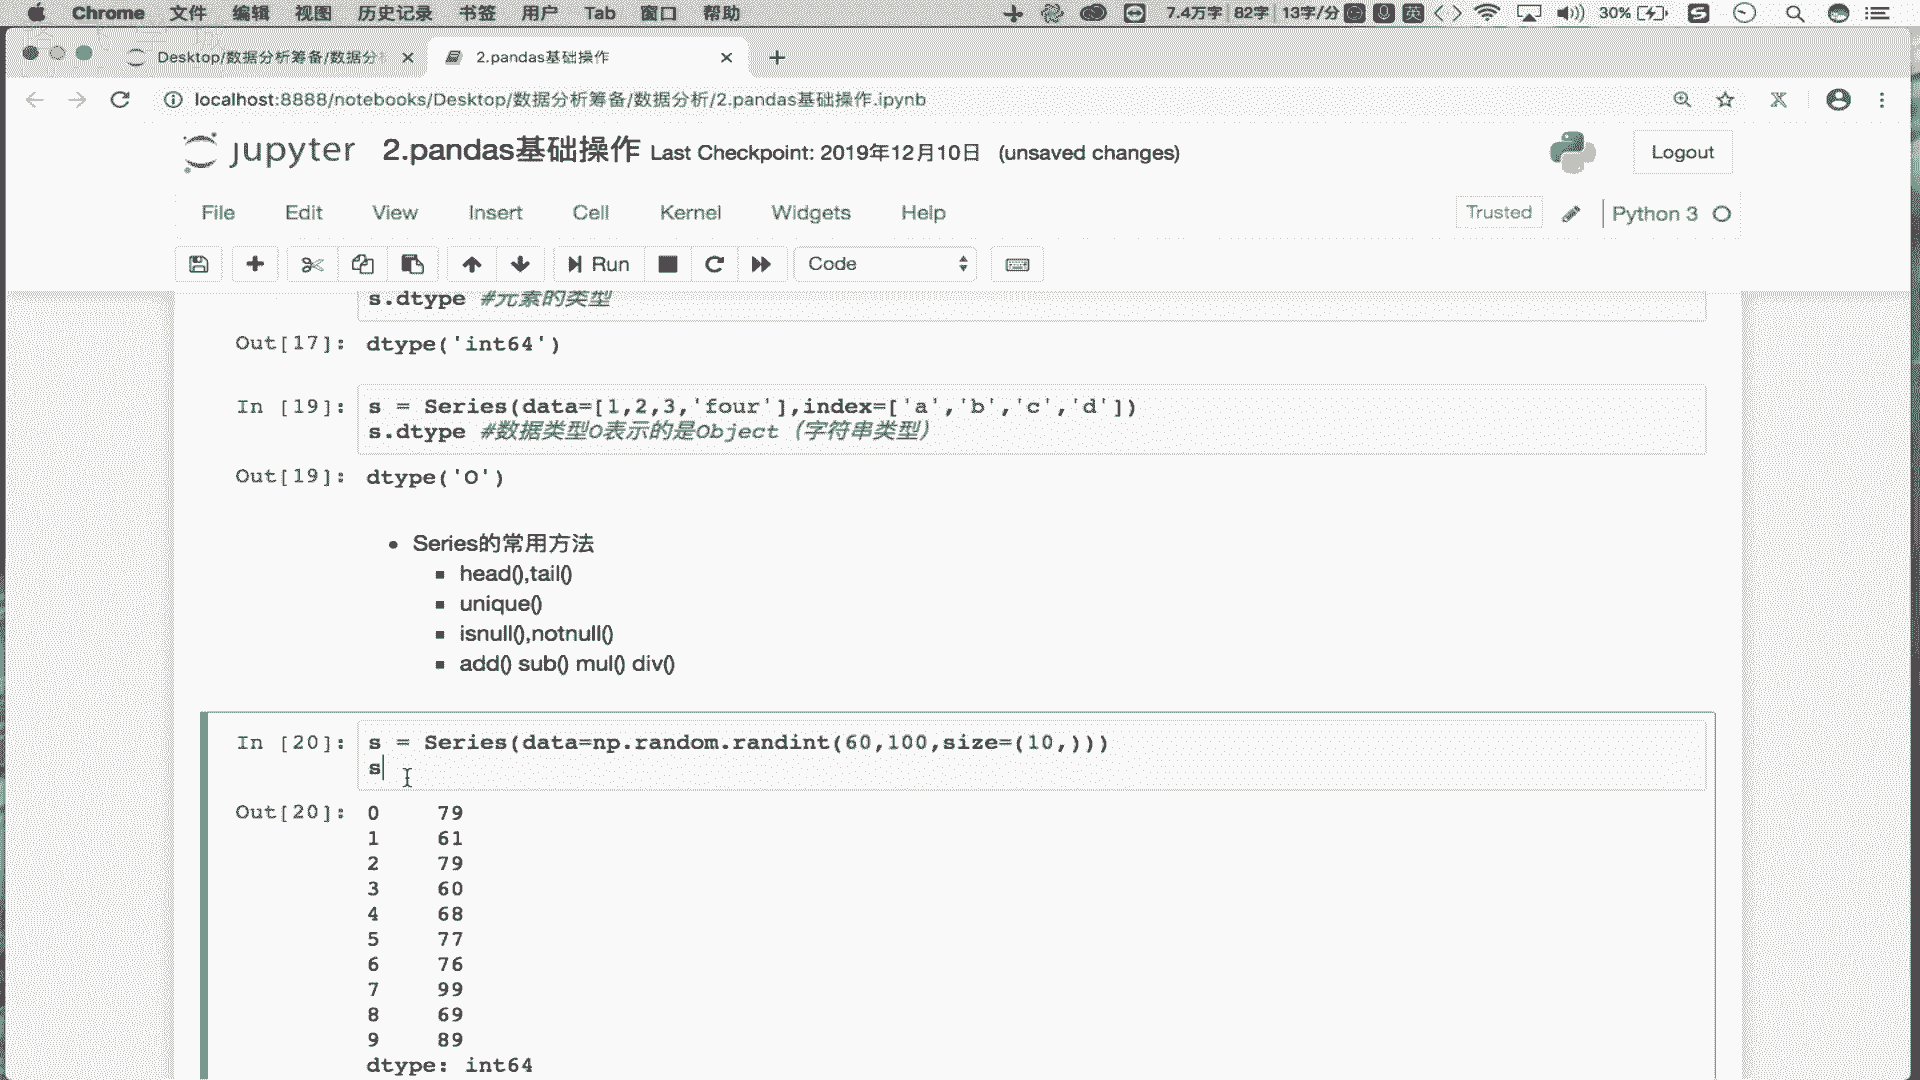 Chrome 文件 编辑 视图 历史记录 书签 用户 Tab 窗口 帮助 7.4万字 82字 13字/分 英 30%
Desktop/数据分析筹备/数据分 2.pandas基础操作
localhost:8888/notebooks/Desktop/数据分析筹备/数据分析/2.pandas基础操作.ipynb
jupyter 2.pandas基础操作 Last Checkpoint: 2019年12月10日 (unsaved changes) Logout
File Edit View Insert Cell Kernel Widgets Help Trusted Python 3
Run Code
s.dtype #元素的类型
Out[17]: dtype('int64')
In [19]: s = Series(data=[1,2,3,'four'],index=['a','b','c','d'])
s.dtype #数据类型O表示的是Object（字符串类型）
Out[19]: dtype('O')
Series的常用方法
head(),tail()
unique()
isnull(),notnull()
add() sub() mul() div()
In [20]: s = Series(data=np.random.randint(60,100,size=(10,)))
s
Out[20]: 0 79
1 61
2 79
3 60
4 68
5 77
6 76
7 99
8 69
9 89
dtype: int64